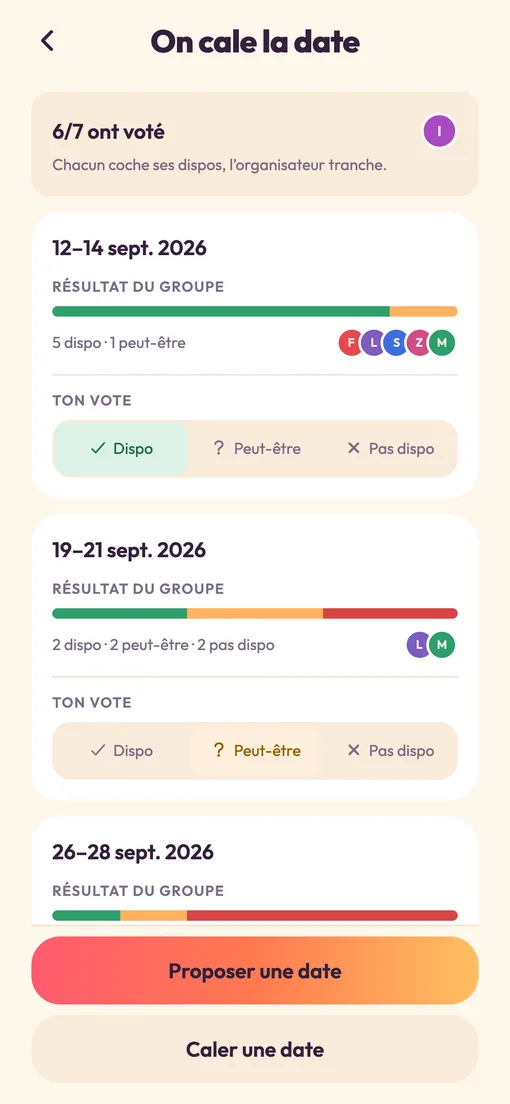 On cale la date
6/7 ont voté
I
Chacun coche ses dispos, l'organisateur tranche.
12–14 sept. 2026
RÉSULTAT DU GROUPE
5 dispo · 1 peut-être
F L S Z M
TON VOTE
✓ Dispo ? Peut-être ✕ Pas dispo
19–21 sept. 2026
RÉSULTAT DU GROUPE
2 dispo · 2 peut-être · 2 pas dispo
L M
TON VOTE
✓ Dispo ? Peut-être ✕ Pas dispo
26–28 sept. 2026
RÉSULTAT DU GROUPE
Proposer une date
Caler une date